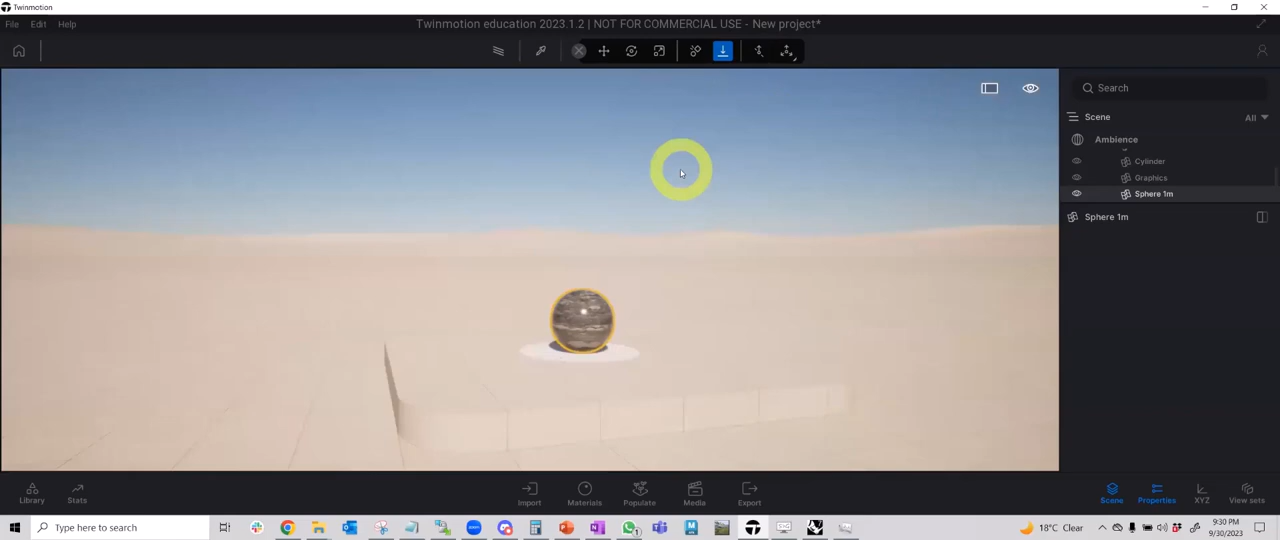 Twinmotion
File Edit Help
Twinmotion education 2023.1.2 | NOT FOR COMMERCIAL USE - New project*
Search
Scene
All
Ambience
Cylinder
Graphics
Sphere 1m
Sphere 1m
Library
Stats
Import
Materials
Populate
Media
Export
Scene
Properties
XYZ
View sets
Type here to search
18°C Clear
9:30 PM
9/30/2023